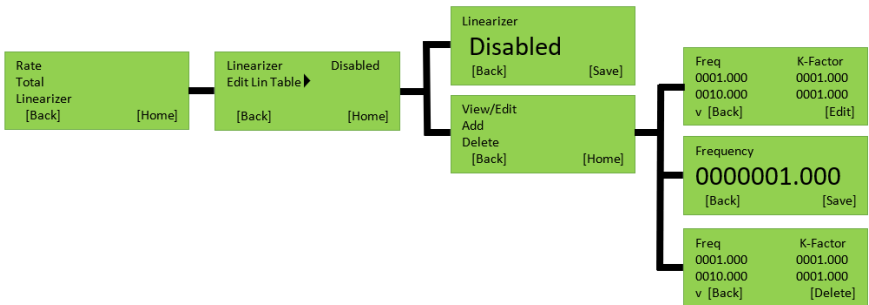 Rate
Total
Linearizer
[Back] [Home]
Linearizer Disabled
Edit Lin Table
[Back] [Home]
Linearizer
Disabled
[Back] [Save]
View/Edit
Add
Delete
[Back] [Home]
Freq K-Factor
0001.000 0001.000
0010.000 0001.000
v [Back] [Edit]
Frequency
0000001.000
[Back] [Save]
Freq K-Factor
0001.000 0001.000
0010.000 0001.000
v [Back] [Delete]